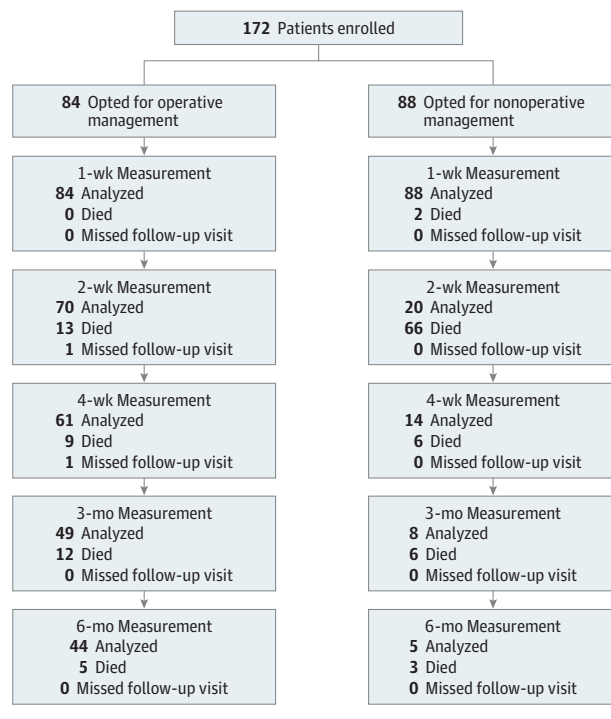 172 Patients enrolled
84 Opted for operative
management
88 Opted for nonoperative
management
1-wk Measurement
84 Analyzed
0 Died
0 Missed follow-up visit
1-wk Measurement
88 Analyzed
2 Died
0 Missed follow-up visit
2-wk Measurement
70 Analyzed
13 Died
1 Missed follow-up visit
2-wk Measurement
20 Analyzed
66 Died
0 Missed follow-up visit
4-wk Measurement
61 Analyzed
9 Died
1 Missed follow-up visit
4-wk Measurement
14 Analyzed
6 Died
0 Missed follow-up visit
3-mo Measurement
49 Analyzed
12 Died
0 Missed follow-up visit
3-mo Measurement
8 Analyzed
6 Died
0 Missed follow-up visit
6-mo Measurement
44 Analyzed
5 Died
0 Missed follow-up visit
6-mo Measurement
5 Analyzed
3 Died
0 Missed follow-up visit